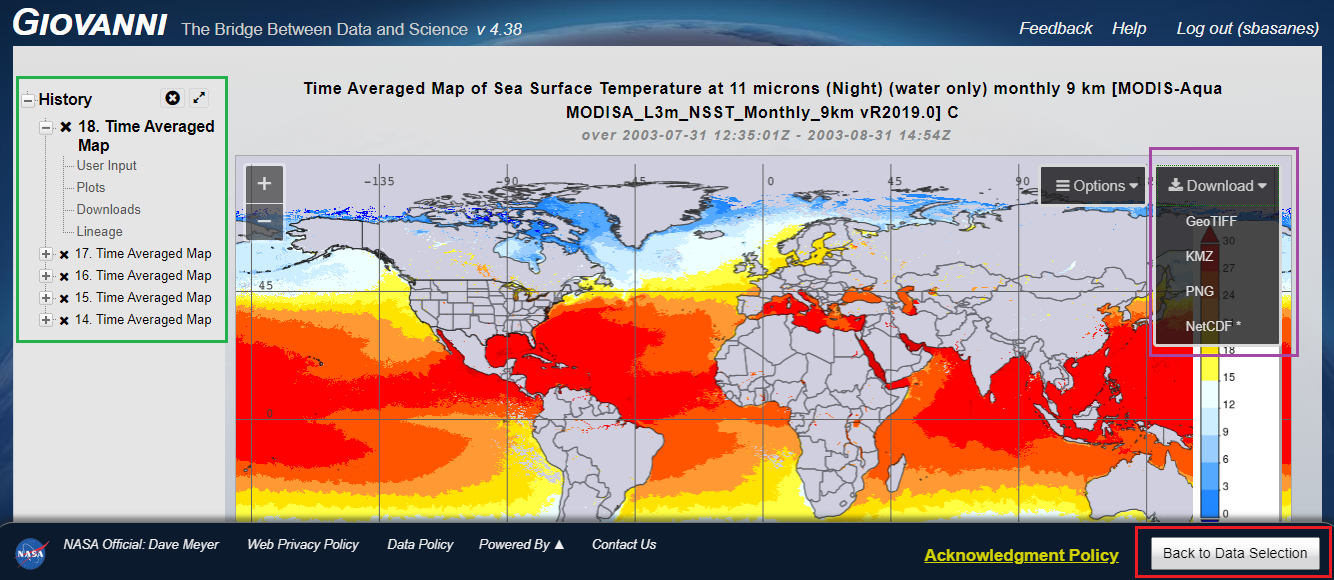 GIOVANNI The Bridge Between Data and Science v 4.38
Feedback Help Log out (sbasanes)
History
18. Time Averaged
Map
User Input
Plots
Downloads
Lineage
17. Time Averaged Map
16. Time Averaged Map
15. Time Averaged Map
14. Time Averaged Map
Time Averaged Map of Sea Surface Temperature at 11 microns (Night) (water only) monthly 9 km [MODIS-Aqua
MODISA_L3m_NSST_Monthly_9km vR2019.0] C
over 2003-07-31 12:35:01Z - 2003-08-31 14:54Z
+
−
-135 -90 -45 0 45 90
45
0
Options
Download
GeoTIFF
KMZ
PNG
NetCDF *
30
27
24
18
15
12
9
6
3
0
NASA
NASA Official: Dave Meyer Web Privacy Policy Data Policy Powered By ▲ Contact Us
Acknowledgment Policy
Back to Data Selection